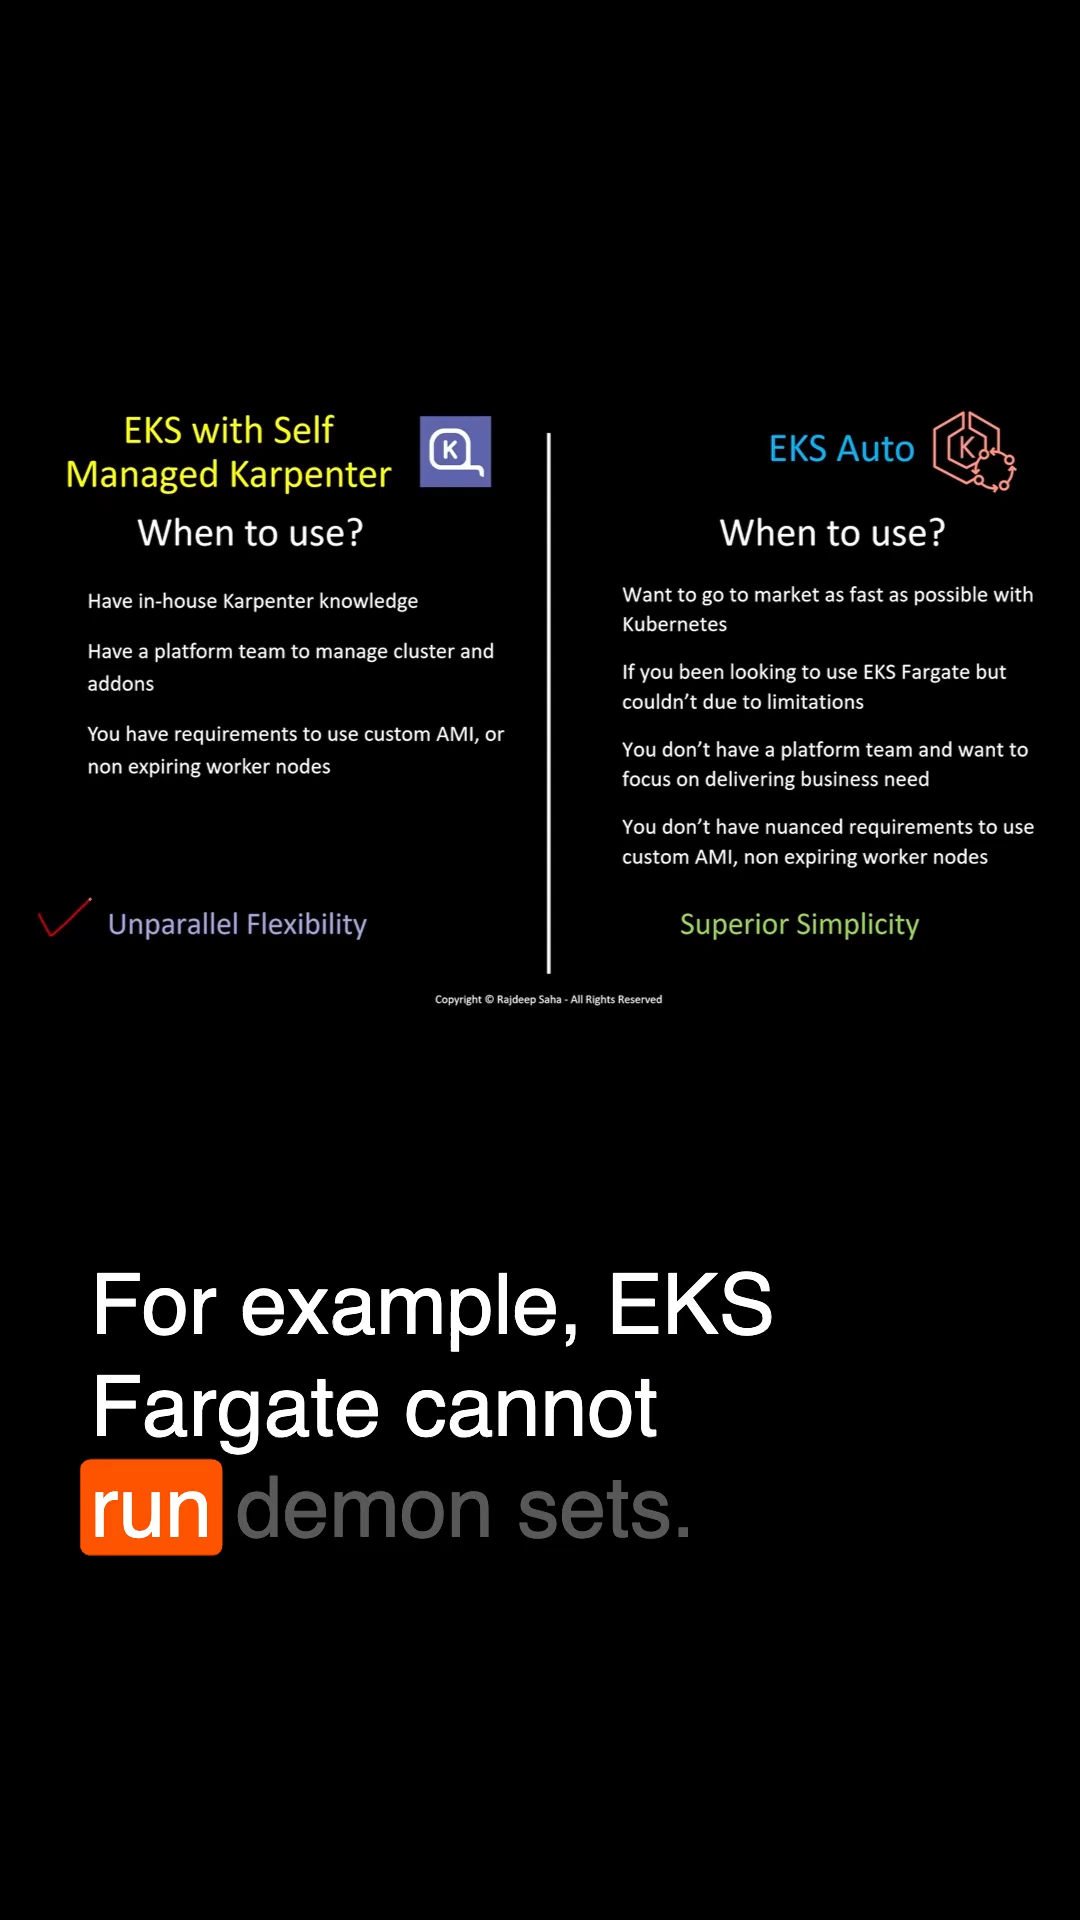 EKS with Self
Managed Karpenter
K
When to use?
Have in-house Karpenter knowledge
Have a platform team to manage cluster and
addons
You have requirements to use custom AMI, or
non expiring worker nodes
Unparallel Flexibility
EKS Auto
K
When to use?
Want to go to market as fast as possible with
Kubernetes
If you been looking to use EKS Fargate but
couldn’t due to limitations
You don’t have a platform team and want to
focus on delivering business need
You don’t have nuanced requirements to use
custom AMI, non expiring worker nodes
Superior Simplicity
Copyright © Rajdeep Saha - All Rights Reserved
For example, EKS
Fargate cannot
run demon sets.